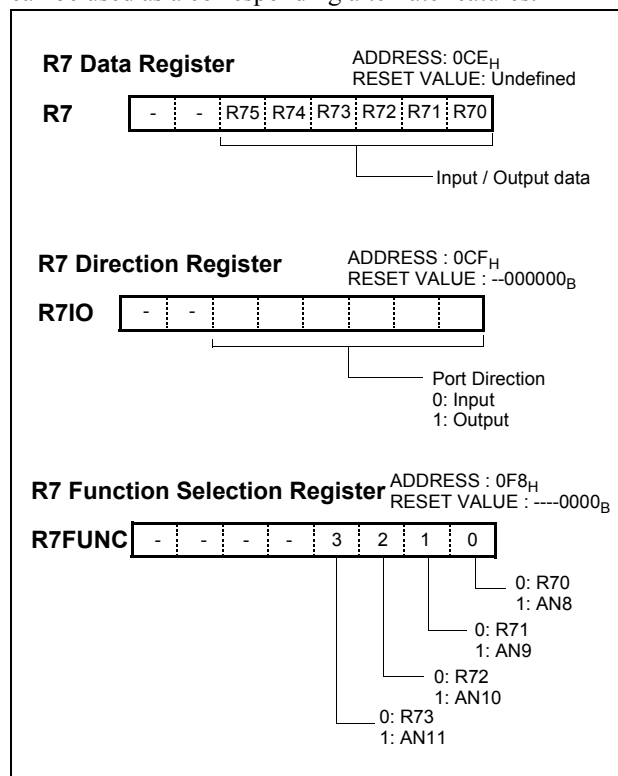 can be used as a corresponding alternate features.
R7 Data Register
ADDRESS: 0CEH
RESET VALUE: Undefined
R7
- - R75 R74 R73 R72 R71 R70
Input / Output data
R7 Direction Register
ADDRESS : 0CFH
RESET VALUE : --000000B
R7IO
- -
Port Direction
0: Input
1: Output
R7 Function Selection Register
ADDRESS : 0F8H
RESET VALUE : ----0000B
R7FUNC
- - - - 3 2 1 0
0: R70
1: AN8
0: R71
1: AN9
0: R72
1: AN10
0: R73
1: AN11